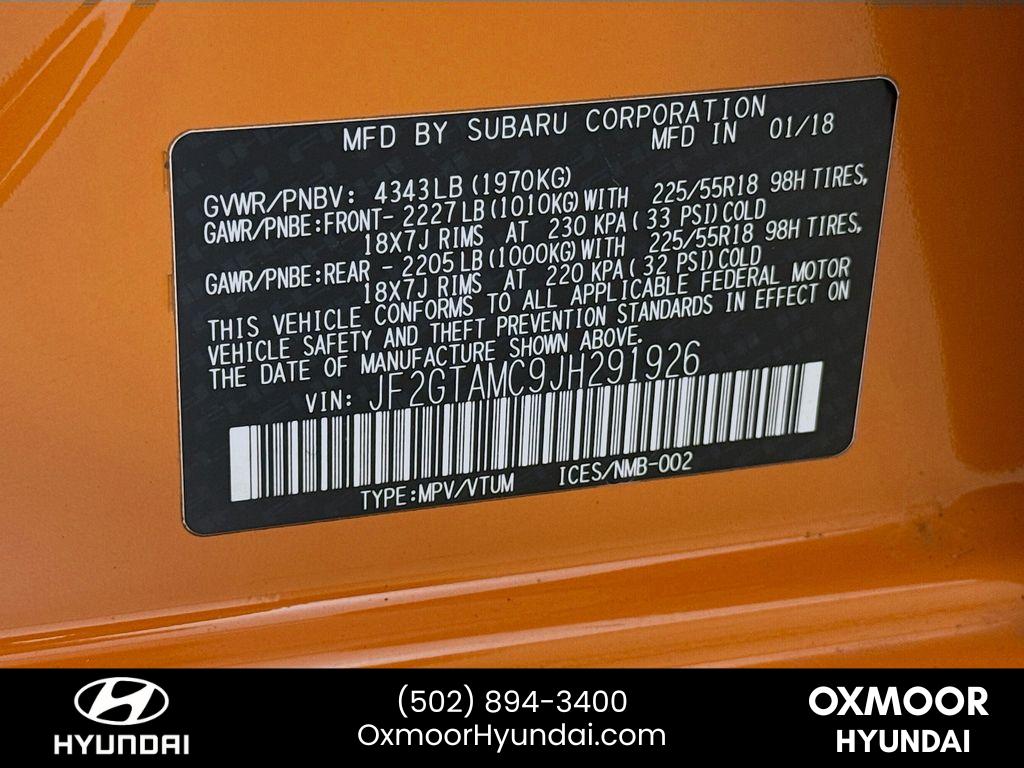 MFD BY SUBARU CORPORATION
MFD IN 01/18
GVWR/PNBV: 4343LB (1970KG)
GAWR/PNBE:FRONT- 2227LB(1010KG)WITH 225/55R18 98H TIRES,
18X7J RIMS AT 230 KPA( 33 PSI)COLD
GAWR/PNBE:REAR - 2205LB(1000KG)WITH 225/55R18 98H TIRES,
18X7J RIMS AT 220 KPA( 32 PSI)COLD
THIS VEHICLE CONFORMS TO ALL APPLICABLE FEDERAL MOTOR
VEHICLE SAFETY AND THEFT PREVENTION STANDARDS IN EFFECT ON
THE DATE OF MANUFACTURE SHOWN ABOVE.
VIN: JF2GTAMC9JH291926
TYPE:MPV/VTUM ICES/NMB-002
HYUNDAI
(502) 894-3400
OxmoorHyundai.com
OXMOOR
HYUNDAI